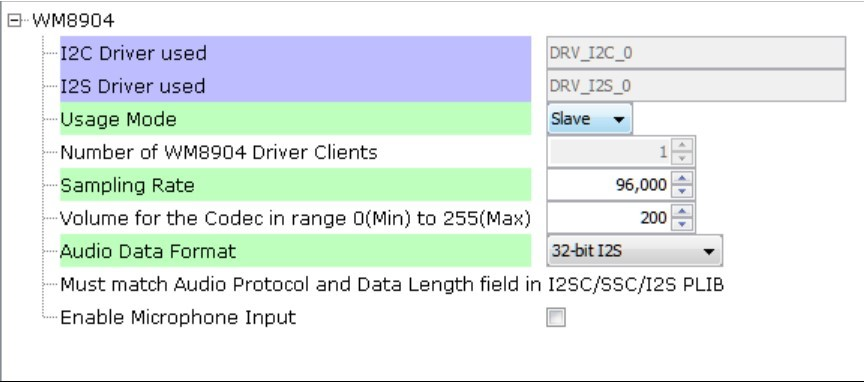 WM8904
I2C Driver used DRV_I2C_0
I2S Driver used DRV_I2S_0
Usage Mode Slave
Number of WM8904 Driver Clients 1
Sampling Rate 96,000
Volume for the Codec in range 0(Min) to 255(Max) 200
Audio Data Format 32-bit I2S
Must match Audio Protocol and Data Length field in I2SC/SSC/I2S PLIB
Enable Microphone Input